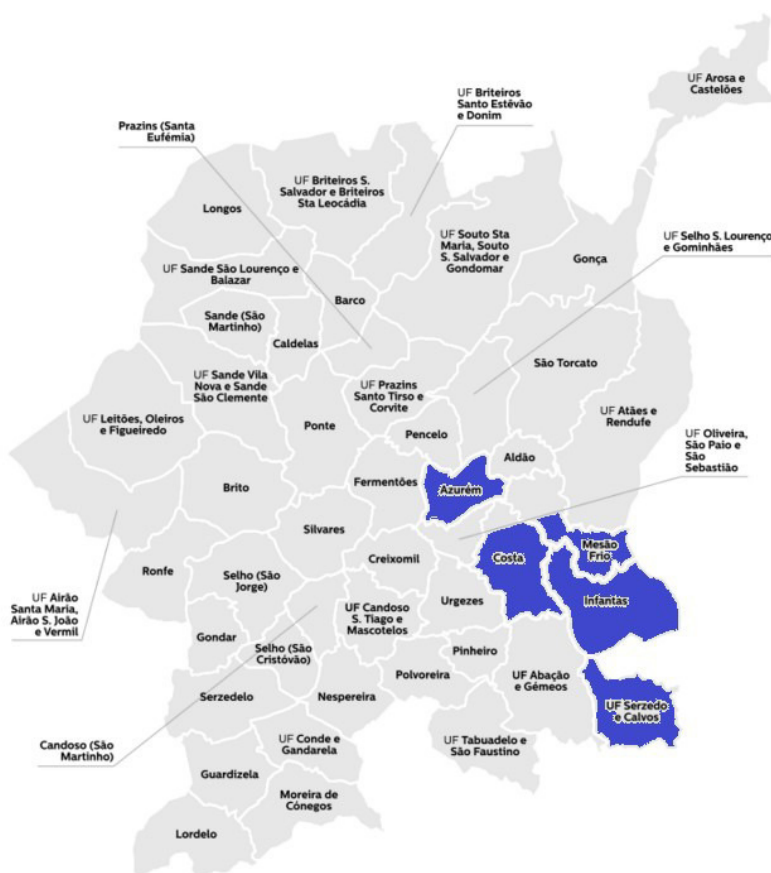 UF Arosa e
Castelões
UF Briteiros
Santo Estêvão
e Donim
Prazins (Santa
Eufémia)
UF Briteiros S.
Salvador e Briteiros
Sta Leocádia
Longos
UF Souto Sta
Maria, Souto
S. Salvador e
Gondomar
UF Selho S. Lourenço
e Gominhães
Gonça
UF Sande São Lourenço e
Balazar
Barco
Sande (São
Martinho)
Caldelas
São Torcato
UF Sande Vila
Nova e Sande
São Clemente
UF Prazins
Santo Tirso e
Corvite
UF Leitões, Oleiros
e Figueiredo
Ponte
UF Atães e
Rendufe
Pencelo
UF Oliveira,
São Paio e
São
Sebastião
Aldão
Fermentões
Azurém
Brito
Silvares
Mesão
Frio
Costa
Creixomil
Ronfe
Selho (São
Jorge)
Infantas
Urgezes
UF Airão
Santa Maria,
Airão S. João
e Vermil
UF Candoso
S. Tiago e
Mascotelos
Gondar
Selho (São
Cristóvão)
Pinheiro
Polvoreira
UF Abação
e Gémeos
Serzedelo
Nespereira
UF Serzedo
e Calvos
Candoso (São
Martinho)
UF Conde e
Gandarela
UF Tabuadelo e
São Faustino
Guardizela
Moreira de
Cónegos
Lordelo